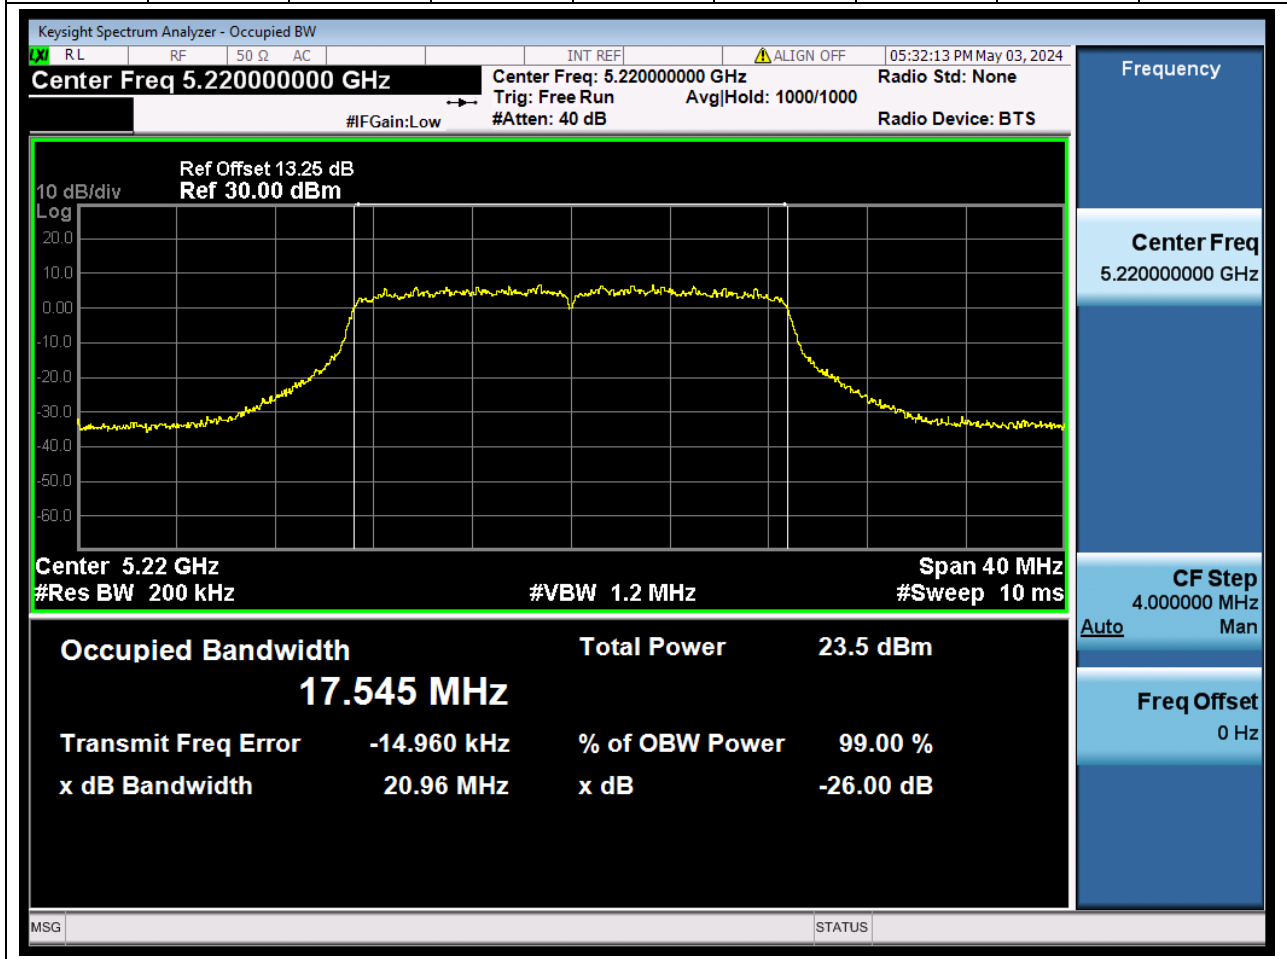 Keysight Spectrum Analyzer - Occupied BW
LXI RL RF 50 Ω AC INT REF ALIGN OFF 05:32:13 PM May 03, 2024
Center Freq 5.220000000 GHz
Center Freq: 5.220000000 GHz Radio Std: None
Trig: Free Run Avg|Hold: 1000/1000
#IFGain:Low #Atten: 40 dB Radio Device: BTS
Ref Offset 13.25 dB
10 dB/div Ref 30.00 dBm
Log
20.0
10.0
0.00
-10.0
-20.0
-30.0
-40.0
-50.0
-60.0
Center 5.22 GHz Span 40 MHz
#Res BW 200 kHz #VBW 1.2 MHz #Sweep 10 ms
Occupied Bandwidth Total Power 23.5 dBm
17.545 MHz
Transmit Freq Error -14.960 kHz % of OBW Power 99.00 %
x dB Bandwidth 20.96 MHz x dB -26.00 dB
MSG STATUS
Frequency
Center Freq
5.220000000 GHz
CF Step
4.000000 MHz
Auto Man
Freq Offset
0 Hz